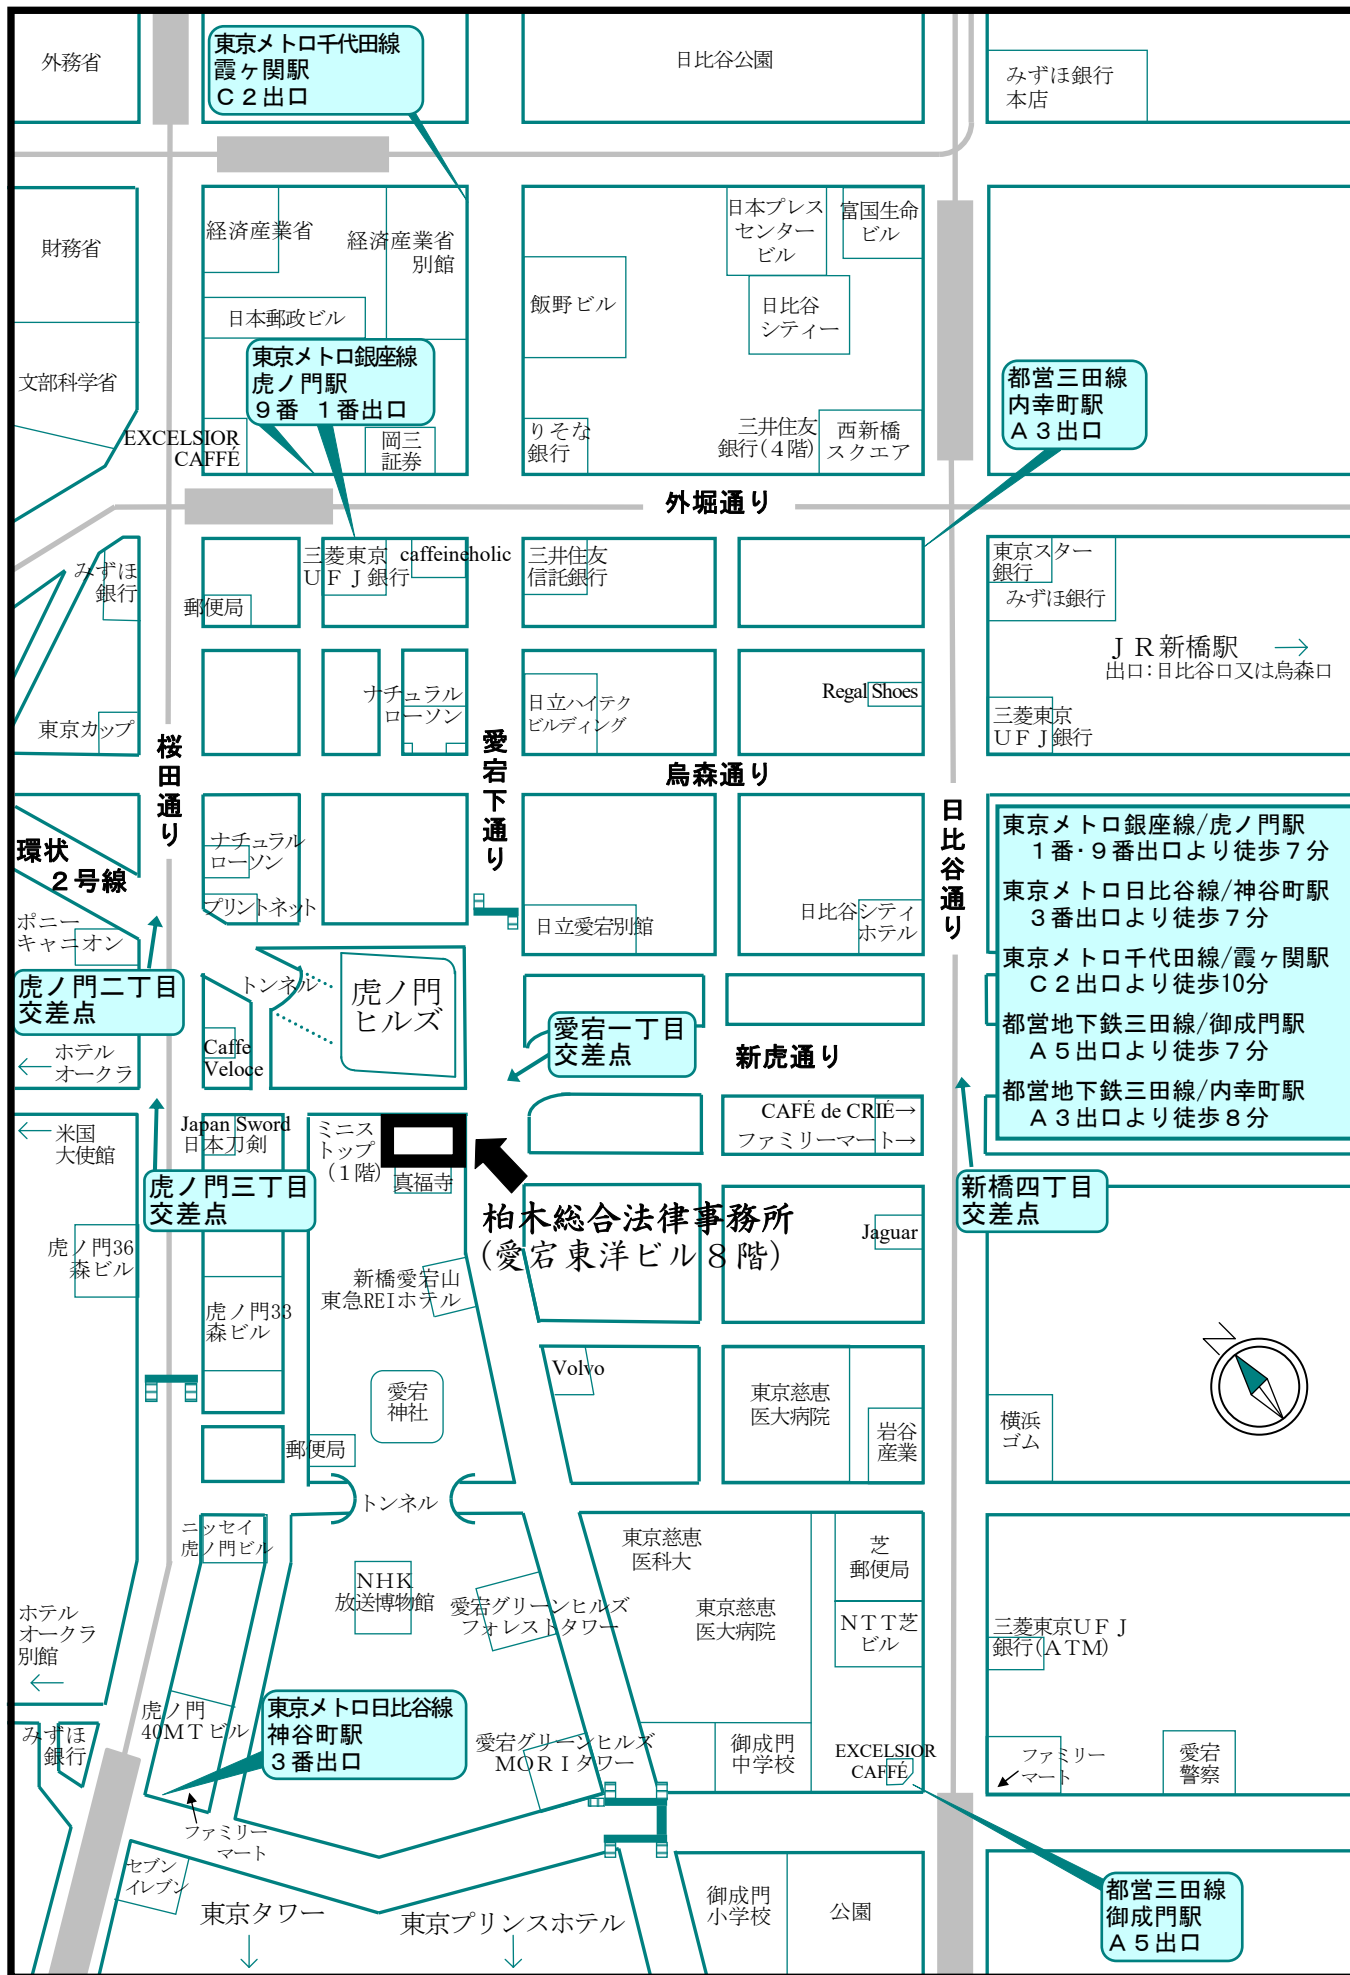 外務省
東京メトロ千代田線
霞ヶ関駅
Ｃ２出口
日比谷公園
みずほ銀行
本店
財務省
経済産業省
経済産業省
別館
日本プレス
センター
ビル
富国生命
ビル
飯野ビル
日比谷
シティー
日本郵政ビル
東京メトロ銀座線
虎ノ門駅
９番 １番出口
文部科学省
都営三田線
内幸町駅
Ａ３出口
EXCELSIOR
CAFFÉ
岡三
証券
りそな
銀行
三井住友
銀行(４階)
西新橋
スクエア
外堀通り
みずほ
銀行
郵便局
三菱東京
ＵＦＪ銀行
caffeineholic
三井住友
信託銀行
東京スター
銀行
みずほ銀行
ＪＲ新橋駅 →
出口:日比谷口又は烏森口
ナチュラル
ローソン
日立ハイテク
ビルディング
Regal Shoes
三菱東京
ＵＦＪ銀行
東京カップ
桜田通り
愛宕下通り
烏森通り
日比谷通り
環状
２号線
ナチュラル
ローソン
プリントネット
ポニー
キャニオン
日立愛宕別館
日比谷シティ
ホテル
東京メトロ銀座線/虎ノ門駅
１番･９番出口より徒歩７分
東京メトロ日比谷線/神谷町駅
３番出口より徒歩７分
東京メトロ千代田線/霞ヶ関駅
Ｃ２出口より徒歩10分
都営地下鉄三田線/御成門駅
Ａ５出口より徒歩７分
都営地下鉄三田線/内幸町駅
Ａ３出口より徒歩８分
虎ノ門二丁目
交差点
トンネル
虎ノ門
ヒルズ
愛宕一丁目
交差点
新虎通り
Caffe
Veloce
← ホテル
オークラ
← 米国
大使館
Japan Sword
日本刀剣
ミニス
トップ
(１階)
真福寺
CAFÉ de CRIÉ→
ファミリーマート→
虎ノ門三丁目
交差点
新橋四丁目
交差点
柏木総合法律事務所
(愛宕東洋ビル８階)
Jaguar
虎ノ門36
森ビル
新橋愛宕山
東急REIホテル
虎ノ門33
森ビル
N
Volvo
愛宕
神社
東京慈恵
医大病院
岩谷
産業
横浜
ゴム
郵便局
トンネル
ニッセイ
虎ノ門ビル
東京慈恵
医科大
芝
郵便局
NHK
放送博物館
愛宕グリーンヒルズ
フォレストタワー
東京慈恵
医大病院
ＮＴＴ芝
ビル
三菱東京ＵＦＪ
銀行(ATM)
ホテル
オークラ
別館
←
虎ノ門
40ＭＴビル
東京メトロ日比谷線
神谷町駅
３番出口
みずほ
銀行
愛宕グリーンヒルズ
ＭＯＲＩタワー
御成門
中学校
EXCELSIOR
CAFFÉ
ファミリー
マート
愛宕
警察
ファミリー
マート
セブン
イレブン
東京タワー
↓
東京プリンスホテル
↓
御成門
小学校
公園
都営三田線
御成門駅
Ａ５出口